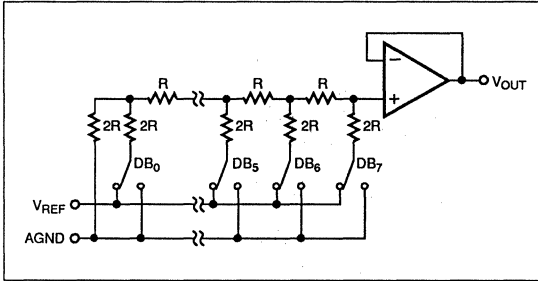 R R R
− +
V_OUT
2R 2R 2R 2R 2R
DB₀ DB₅ DB₆ DB₇
V_REF
AGND